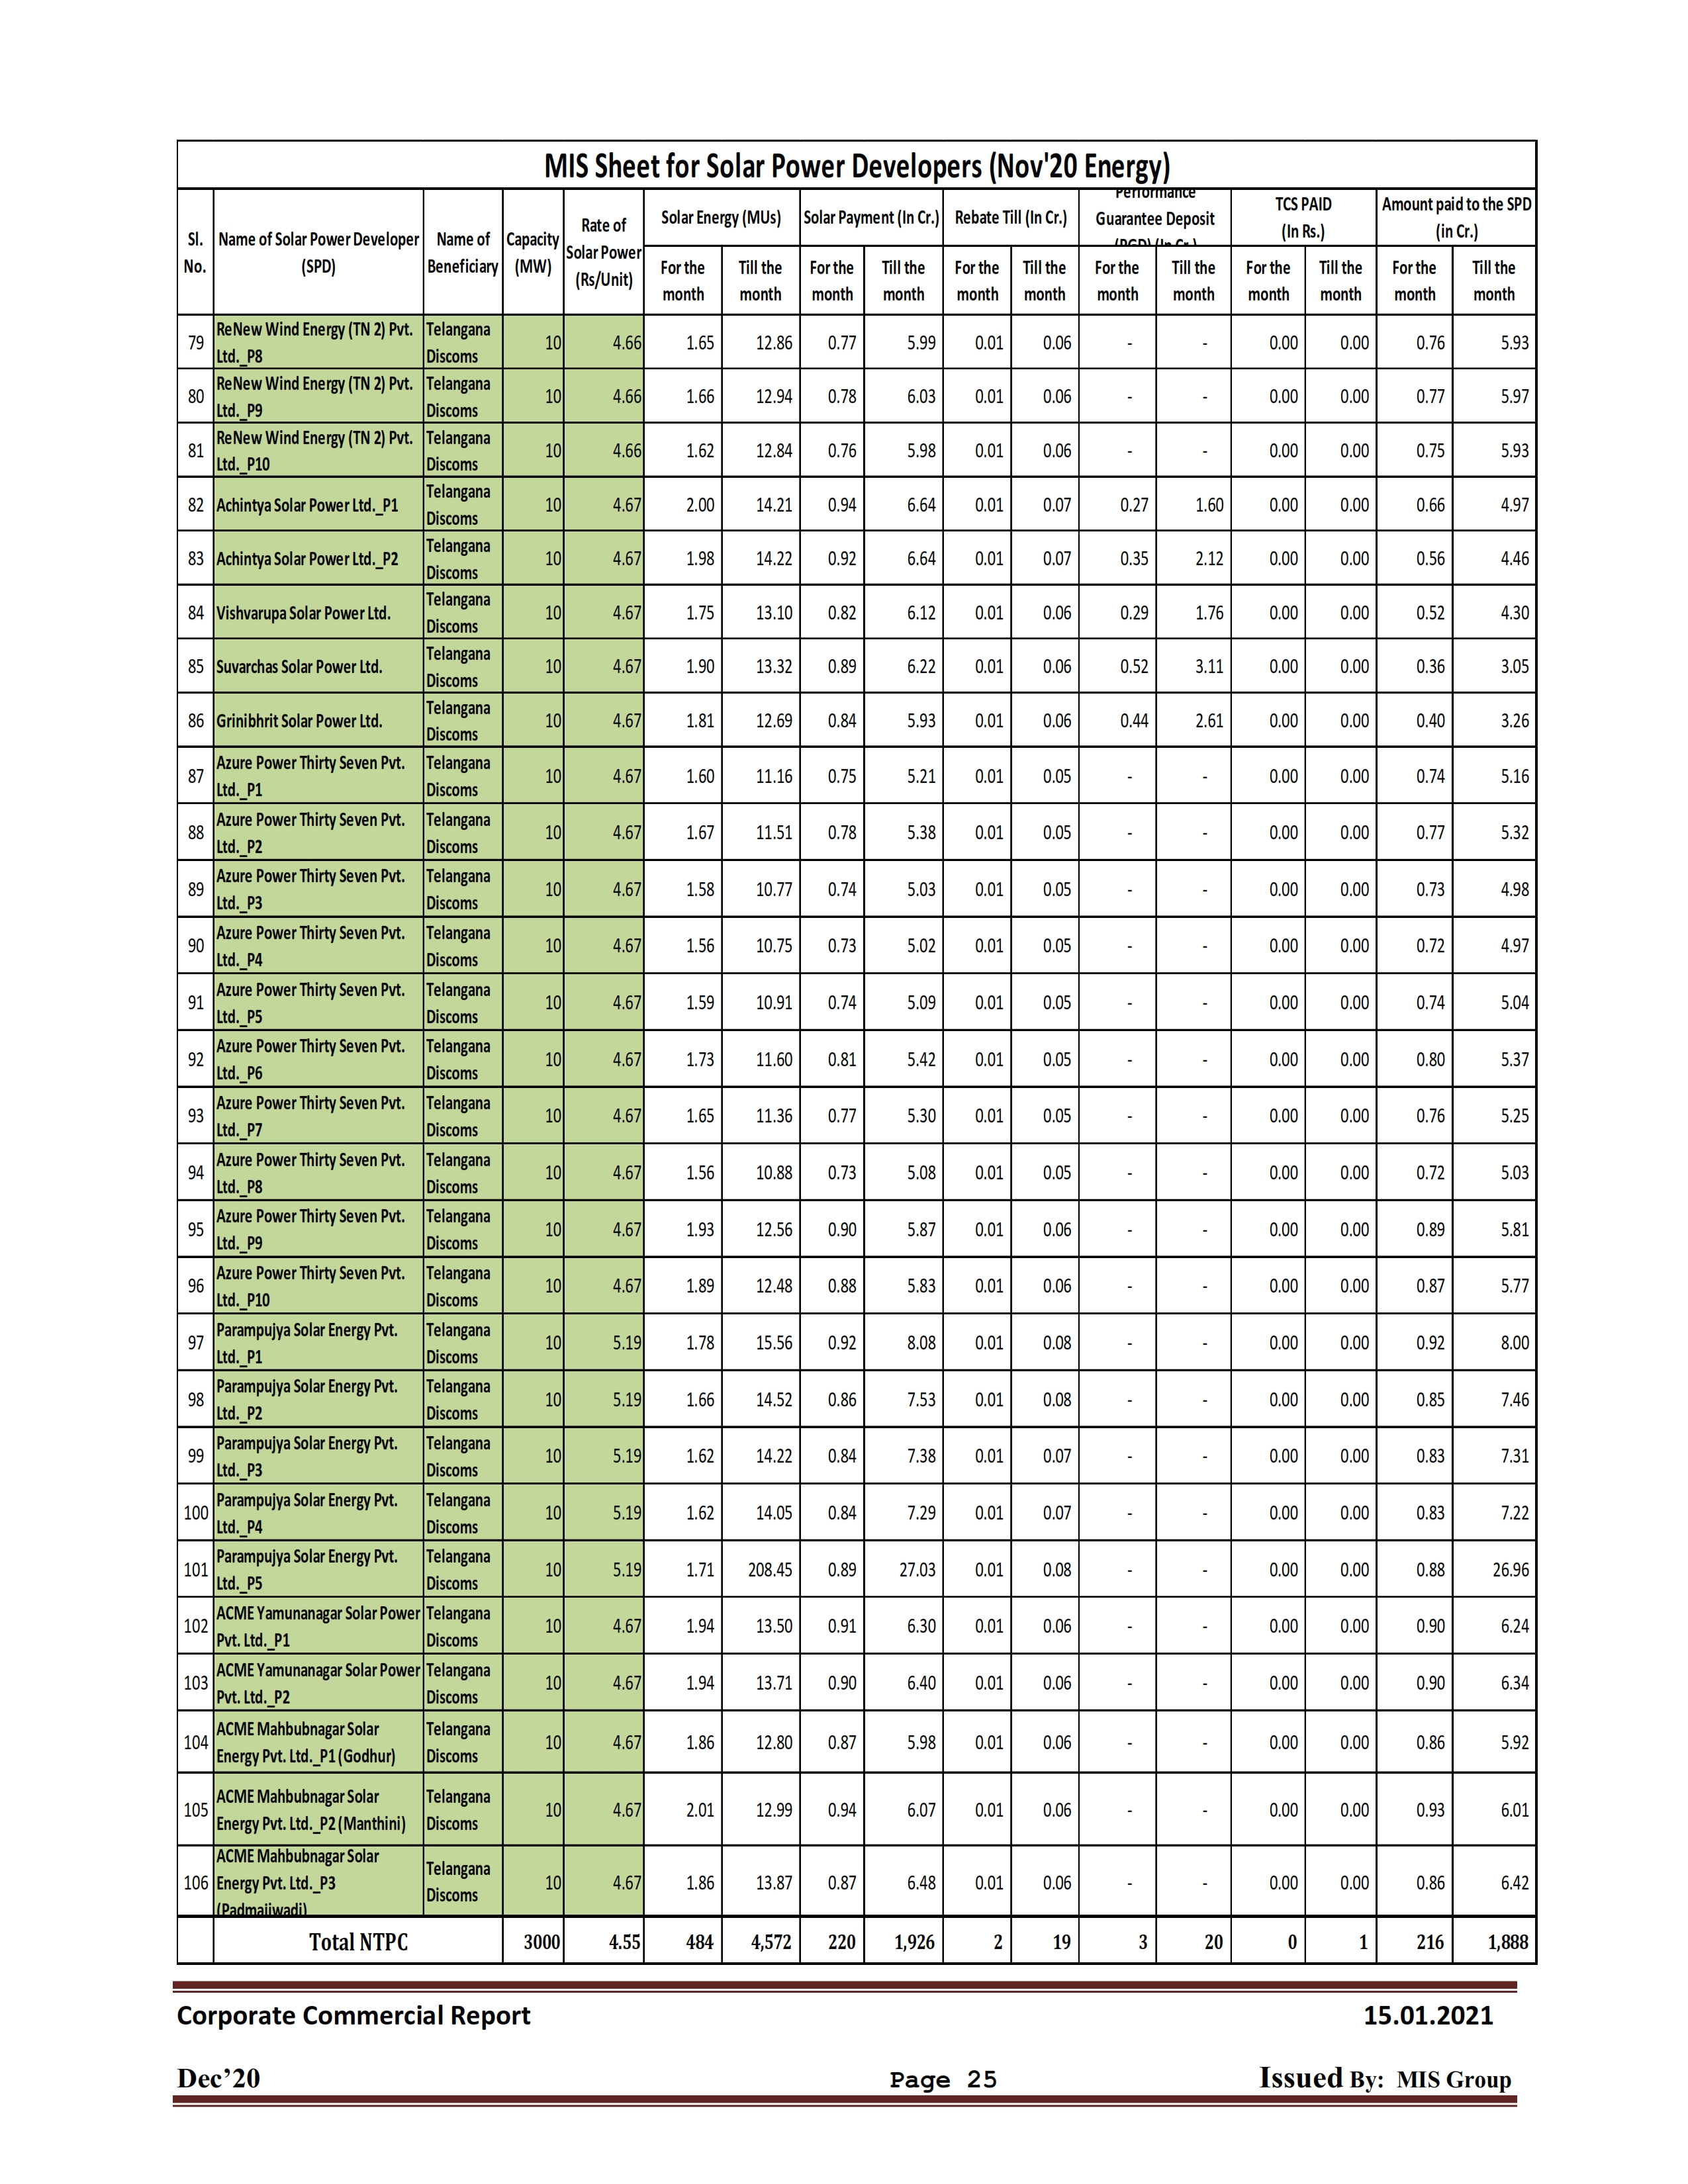 MIS Sheet for Solar Power Developers (Nov'20 Energy)
Sl. No. Name of Solar Power Developer (SPD) Name of Beneficiary Capacity (MW) Rate of Solar Power (Rs/Unit) Solar Energy (MUs) Solar Payment (In Cr.) Rebate Till (In Cr.) Performance Guarantee Deposit (PGD) (In Cr.) TCS PAID (In Rs.) Amount paid to the SPD (in Cr.)
For the month Till the month For the month Till the month For the month Till the month For the month Till the month For the month Till the month For the month Till the month
79 ReNew Wind Energy (TN 2) Pvt. Ltd._P8 Telangana Discoms 10 4.66 1.65 12.86 0.77 5.99 0.01 0.06 - - 0.00 0.00 0.76 5.93
80 ReNew Wind Energy (TN 2) Pvt. Ltd._P9 Telangana Discoms 10 4.66 1.66 12.94 0.78 6.03 0.01 0.06 - - 0.00 0.00 0.77 5.97
81 ReNew Wind Energy (TN 2) Pvt. Ltd._P10 Telangana Discoms 10 4.66 1.62 12.84 0.76 5.98 0.01 0.06 - - 0.00 0.00 0.75 5.93
82 Achintya Solar Power Ltd._P1 Telangana Discoms 10 4.67 2.00 14.21 0.94 6.64 0.01 0.07 0.27 1.60 0.00 0.00 0.66 4.97
83 Achintya Solar Power Ltd._P2 Telangana Discoms 10 4.67 1.98 14.22 0.92 6.64 0.01 0.07 0.35 2.12 0.00 0.00 0.56 4.46
84 Vishvarupa Solar Power Ltd. Telangana Discoms 10 4.67 1.75 13.10 0.82 6.12 0.01 0.06 0.29 1.76 0.00 0.00 0.52 4.30
85 Suvarchas Solar Power Ltd. Telangana Discoms 10 4.67 1.90 13.32 0.89 6.22 0.01 0.06 0.52 3.11 0.00 0.00 0.36 3.05
86 Grinibhrit Solar Power Ltd. Telangana Discoms 10 4.67 1.81 12.69 0.84 5.93 0.01 0.06 0.44 2.61 0.00 0.00 0.40 3.26
87 Azure Power Thirty Seven Pvt. Ltd._P1 Telangana Discoms 10 4.67 1.60 11.16 0.75 5.21 0.01 0.05 - - 0.00 0.00 0.74 5.16
88 Azure Power Thirty Seven Pvt. Ltd._P2 Telangana Discoms 10 4.67 1.67 11.51 0.78 5.38 0.01 0.05 - - 0.00 0.00 0.77 5.32
89 Azure Power Thirty Seven Pvt. Ltd._P3 Telangana Discoms 10 4.67 1.58 10.77 0.74 5.03 0.01 0.05 - - 0.00 0.00 0.73 4.98
90 Azure Power Thirty Seven Pvt. Ltd._P4 Telangana Discoms 10 4.67 1.56 10.75 0.73 5.02 0.01 0.05 - - 0.00 0.00 0.72 4.97
91 Azure Power Thirty Seven Pvt. Ltd._P5 Telangana Discoms 10 4.67 1.59 10.91 0.74 5.09 0.01 0.05 - - 0.00 0.00 0.74 5.04
92 Azure Power Thirty Seven Pvt. Ltd._P6 Telangana Discoms 10 4.67 1.73 11.60 0.81 5.42 0.01 0.05 - - 0.00 0.00 0.80 5.37
93 Azure Power Thirty Seven Pvt. Ltd._P7 Telangana Discoms 10 4.67 1.65 11.36 0.77 5.30 0.01 0.05 - - 0.00 0.00 0.76 5.25
94 Azure Power Thirty Seven Pvt. Ltd._P8 Telangana Discoms 10 4.67 1.56 10.88 0.73 5.08 0.01 0.05 - - 0.00 0.00 0.72 5.03
95 Azure Power Thirty Seven Pvt. Ltd._P9 Telangana Discoms 10 4.67 1.93 12.56 0.90 5.87 0.01 0.06 - - 0.00 0.00 0.89 5.81
96 Azure Power Thirty Seven Pvt. Ltd._P10 Telangana Discoms 10 4.67 1.89 12.48 0.88 5.83 0.01 0.06 - - 0.00 0.00 0.87 5.77
97 Parampujya Solar Energy Pvt. Ltd._P1 Telangana Discoms 10 5.19 1.78 15.56 0.92 8.08 0.01 0.08 - - 0.00 0.00 0.92 8.00
98 Parampujya Solar Energy Pvt. Ltd._P2 Telangana Discoms 10 5.19 1.66 14.52 0.86 7.53 0.01 0.08 - - 0.00 0.00 0.85 7.46
99 Parampujya Solar Energy Pvt. Ltd._P3 Telangana Discoms 10 5.19 1.62 14.22 0.84 7.38 0.01 0.07 - - 0.00 0.00 0.83 7.31
100 Parampujya Solar Energy Pvt. Ltd._P4 Telangana Discoms 10 5.19 1.62 14.05 0.84 7.29 0.01 0.07 - - 0.00 0.00 0.83 7.22
101 Parampujya Solar Energy Pvt. Ltd._P5 Telangana Discoms 10 5.19 1.71 208.45 0.89 27.03 0.01 0.08 - - 0.00 0.00 0.88 26.96
102 ACME Yamunanagar Solar Power Pvt. Ltd._P1 Telangana Discoms 10 4.67 1.94 13.50 0.91 6.30 0.01 0.06 - - 0.00 0.00 0.90 6.24
103 ACME Yamunanagar Solar Power Pvt. Ltd._P2 Telangana Discoms 10 4.67 1.94 13.71 0.90 6.40 0.01 0.06 - - 0.00 0.00 0.90 6.34
104 ACME Mahbubnagar Solar Energy Pvt. Ltd._P1 (Godhur) Telangana Discoms 10 4.67 1.86 12.80 0.87 5.98 0.01 0.06 - - 0.00 0.00 0.86 5.92
105 ACME Mahbubnagar Solar Energy Pvt. Ltd._P2 (Manthini) Telangana Discoms 10 4.67 2.01 12.99 0.94 6.07 0.01 0.06 - - 0.00 0.00 0.93 6.01
106 ACME Mahbubnagar Solar Energy Pvt. Ltd._P3 (Padmajiwadi) Telangana Discoms 10 4.67 1.86 13.87 0.87 6.48 0.01 0.06 - - 0.00 0.00 0.86 6.42
Total NTPC 3000 4.55 484 4,572 220 1,926 2 19 3 20 0 1 216 1,888
Corporate Commercial Report 15.01.2021
Dec’20 Page 25 Issued By: MIS Group